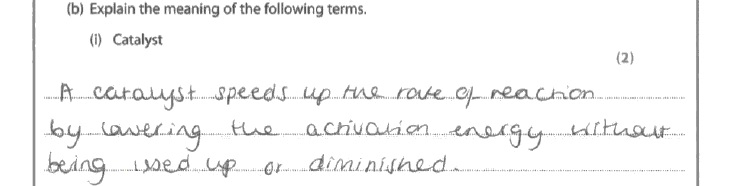 (b) Explain the meaning of the following terms.
(i) Catalyst
(2)
A catalyst speeds up the rate of reaction
by lowering the activation energy without
being used up or diminished.